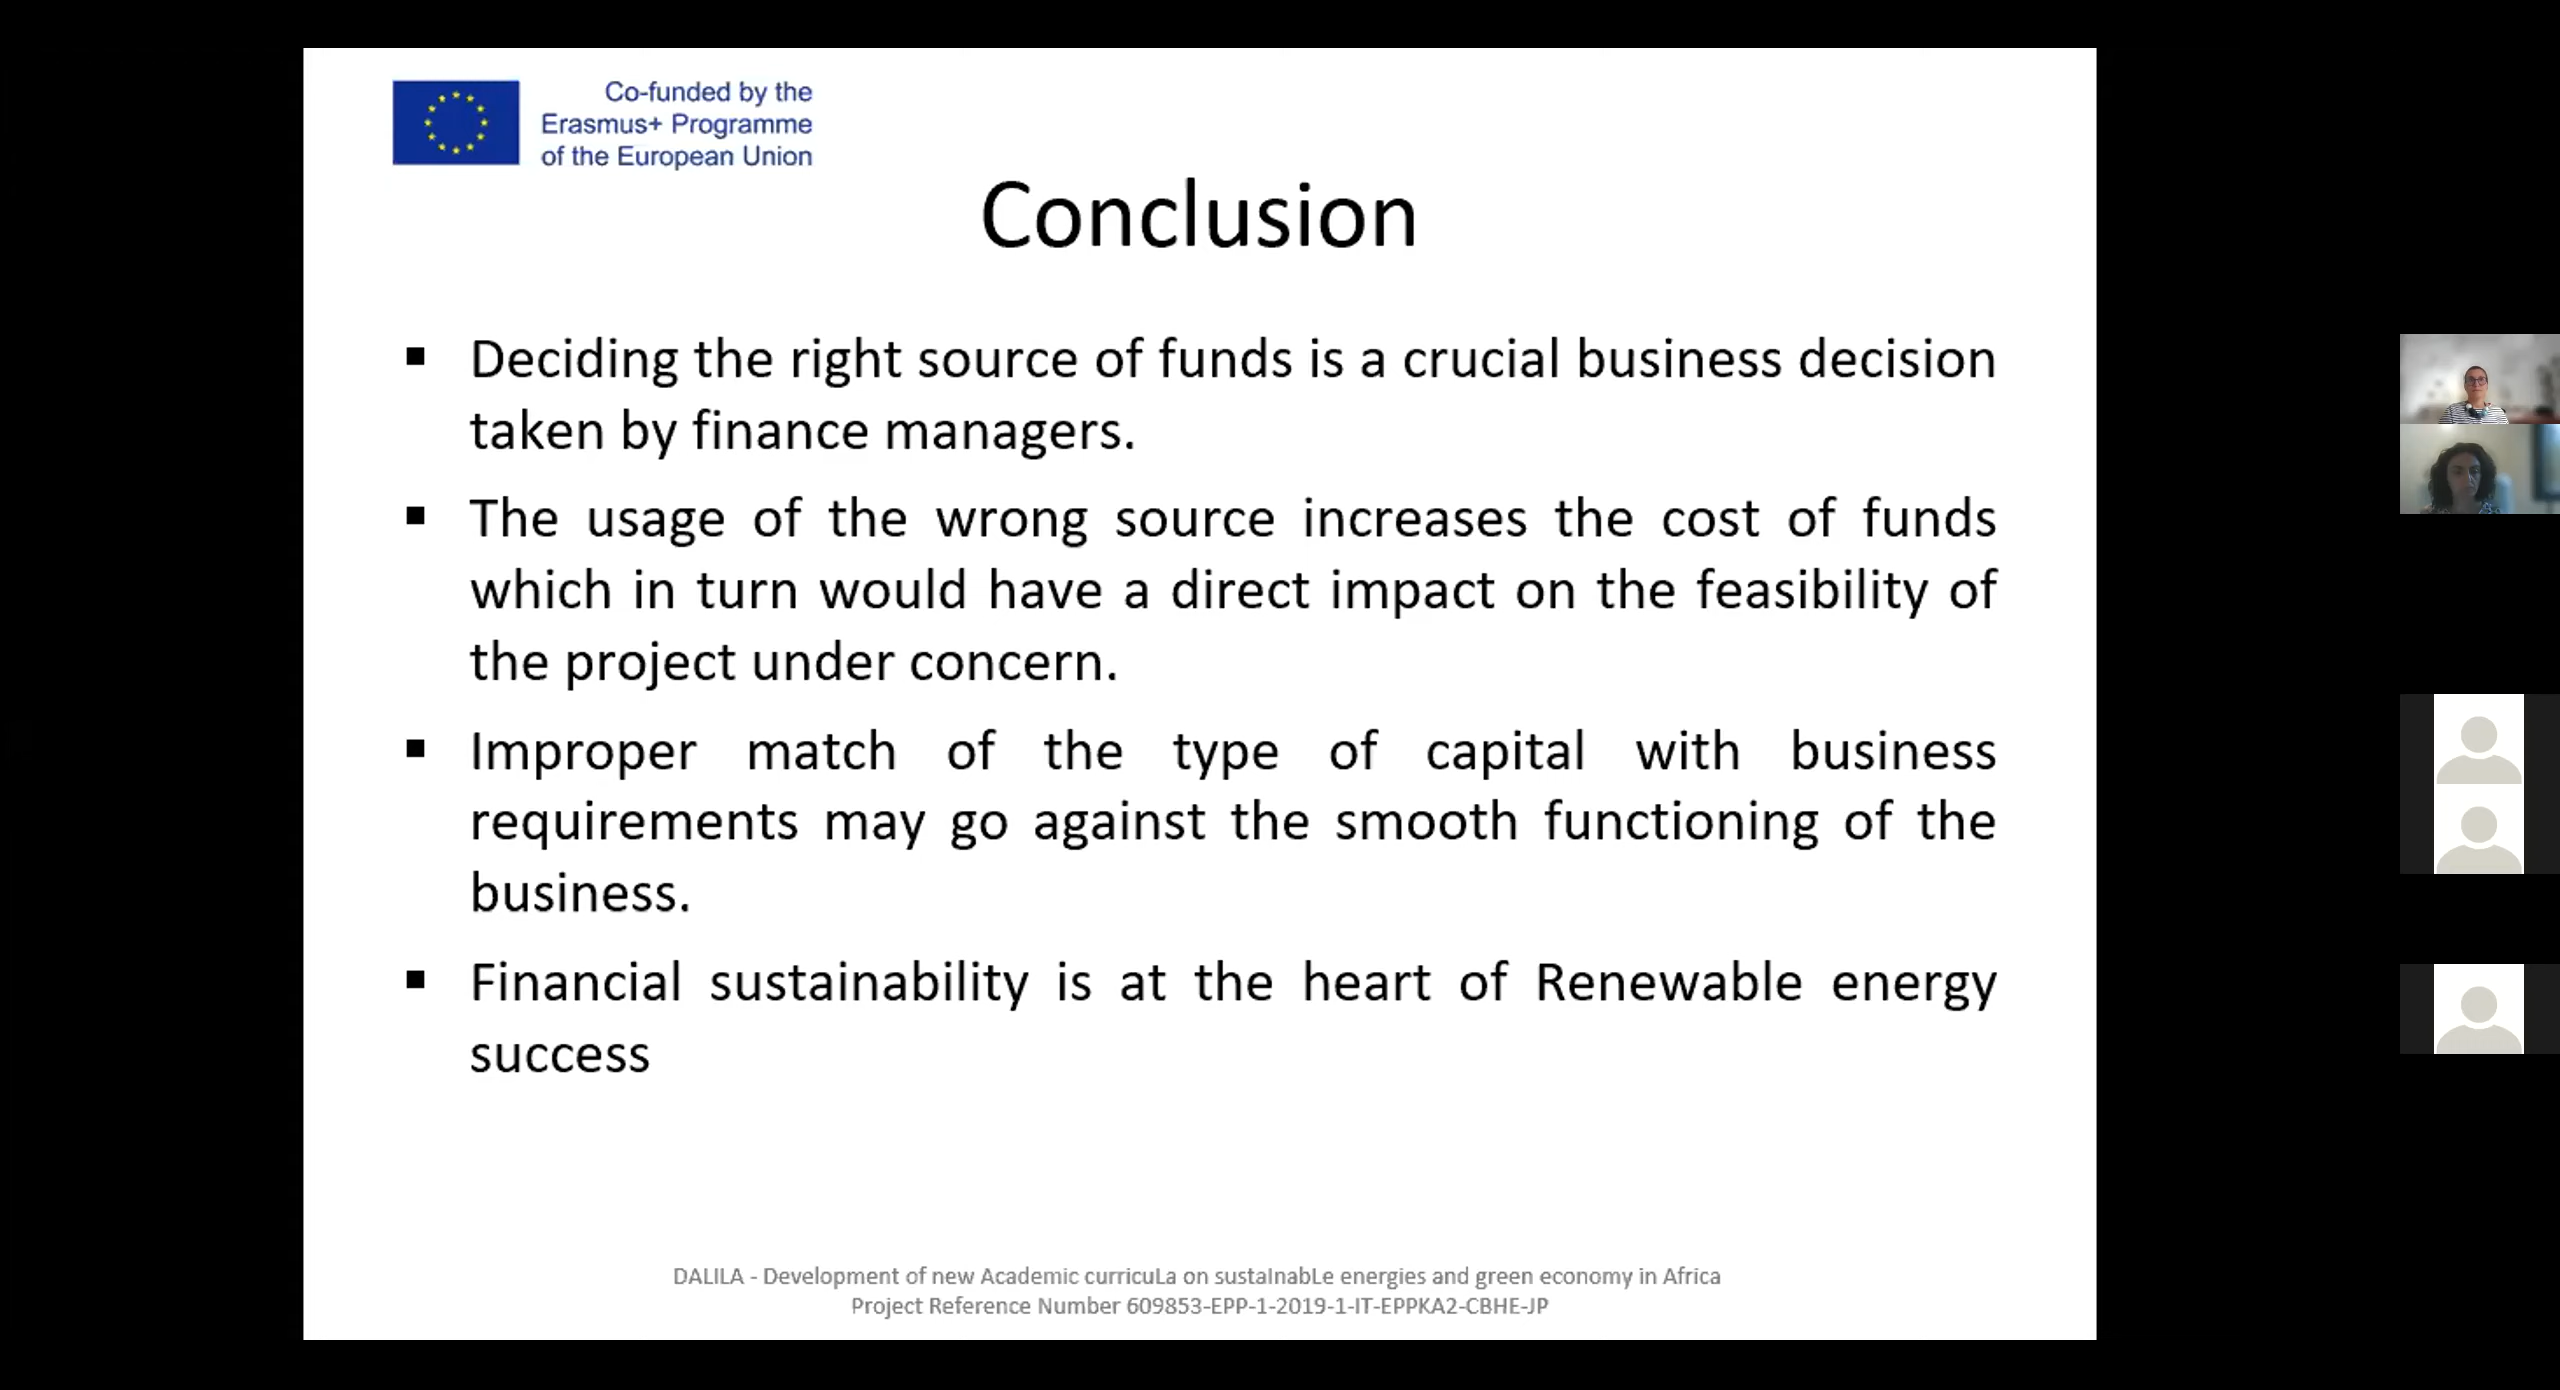 Co-funded by the
Erasmus+ Programme
of the European Union
Conclusion
▪ Deciding the right source of funds is a crucial business decision
taken by finance managers.
▪ The usage of the wrong source increases the cost of funds
which in turn would have a direct impact on the feasibility of
the project under concern.
▪ Improper match of the type of capital with business
requirements may go against the smooth functioning of the
business.
▪ Financial sustainability is at the heart of Renewable energy
success
DALILA - Development of new Academic curricuLa on sustaInabLe energies and green economy in Africa
Project Reference Number 609853-EPP-1-2019-1-IT-EPPKA2-CBHE-JP